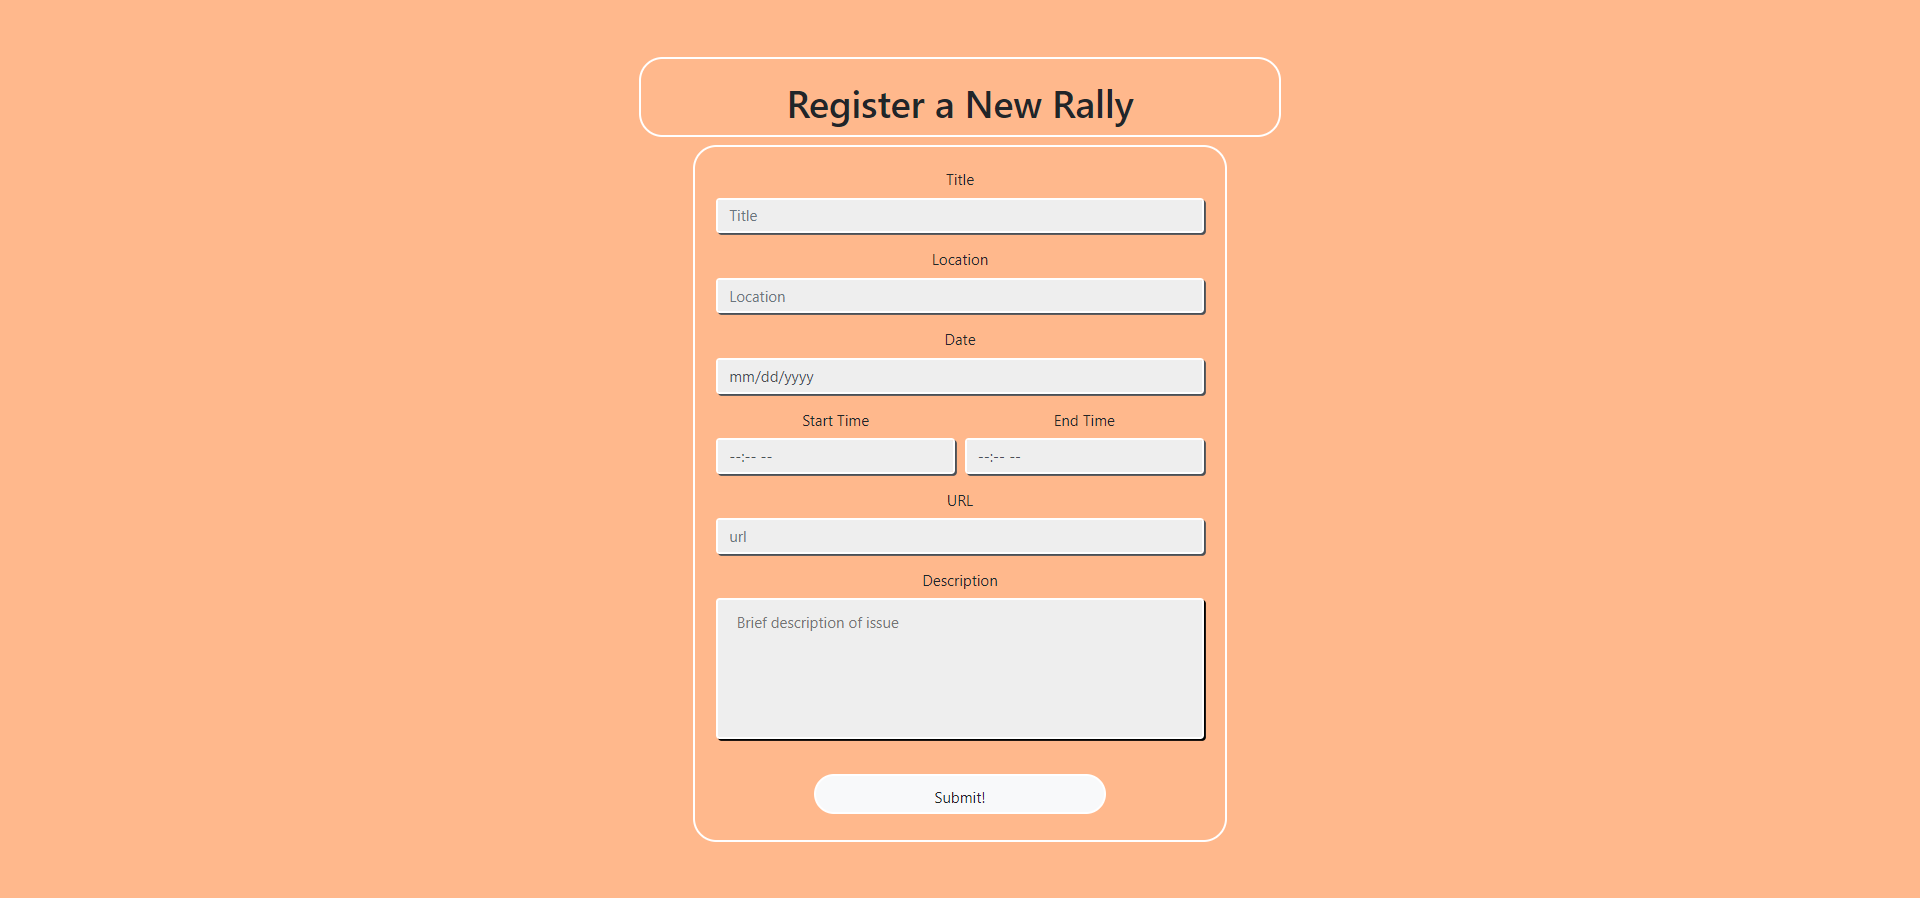 Register a New Rally
Title
Title
Location
Location
Date
mm/dd/yyyy
Start Time End Time
--:-- -- --:-- --
URL
url
Description
Brief description of issue
Submit!